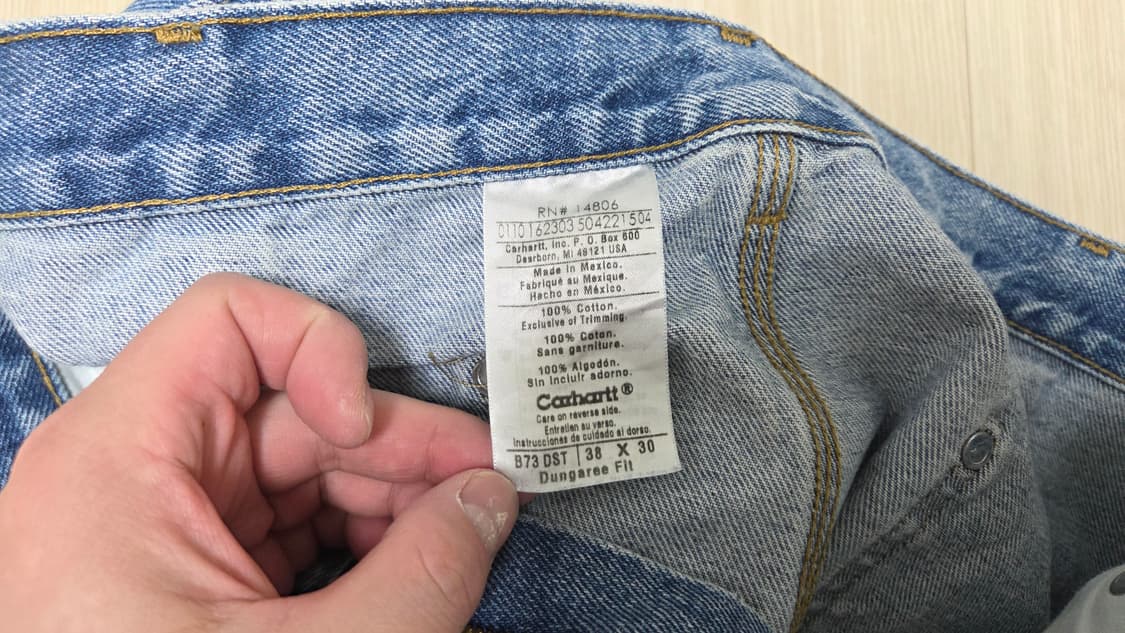 RN# 14806
0110162303 504221504
Carhartt, Inc. P. O. Box 600
Dearborn, MI 48121 USA
Made in Mexico.
Fabriqué au Mexique.
Hecho en México.
100% Cotton.
Exclusive of Trimming.
100% Coton.
Sans garniture.
100% Algodón.
Sin incluir adorno.
Carhartt®
Care on reverse side.
Entretien au verso.
Instrucciones de cuidado al dorso.
B73 DST 38 X 30
Dungaree Fit